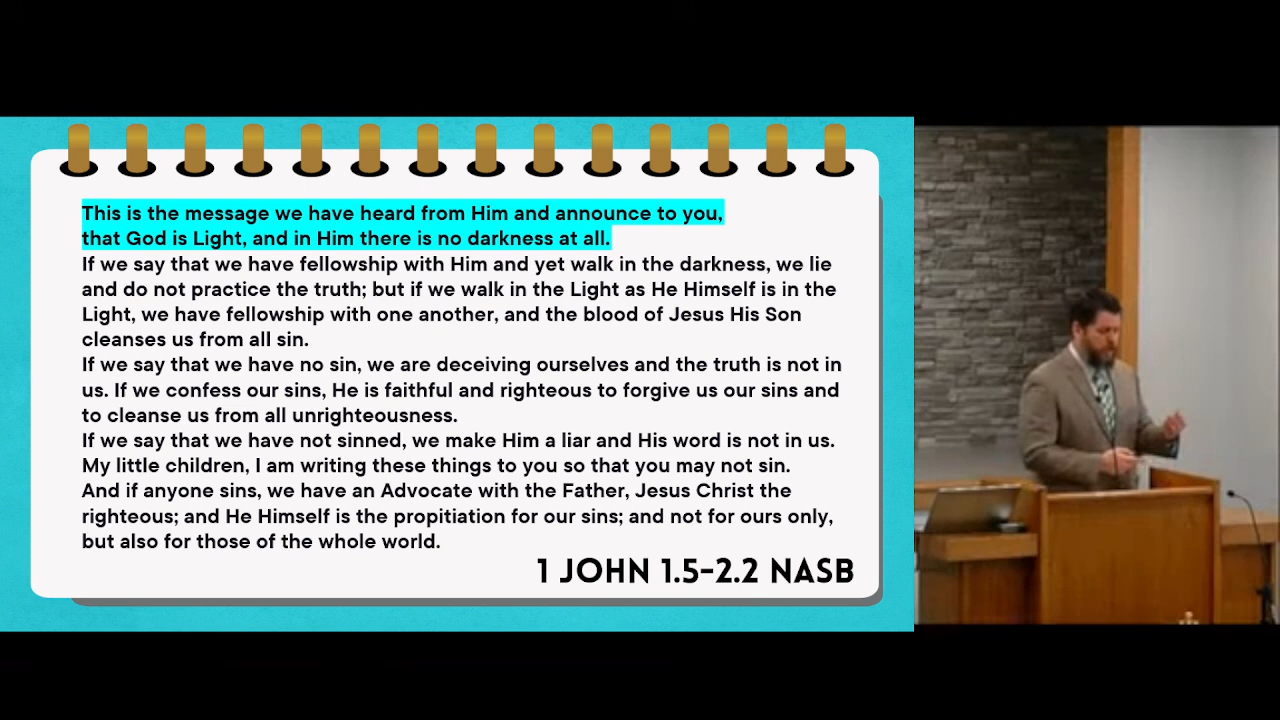 This is the message we have heard from Him and announce to you,
that God is Light, and in Him there is no darkness at all.
If we say that we have fellowship with Him and yet walk in the darkness, we lie
and do not practice the truth; but if we walk in the Light as He Himself is in the
Light, we have fellowship with one another, and the blood of Jesus His Son
cleanses us from all sin.
If we say that we have no sin, we are deceiving ourselves and the truth is not in
us. If we confess our sins, He is faithful and righteous to forgive us our sins and
to cleanse us from all unrighteousness.
If we say that we have not sinned, we make Him a liar and His word is not in us.
My little children, I am writing these things to you so that you may not sin.
And if anyone sins, we have an Advocate with the Father, Jesus Christ the
righteous; and He Himself is the propitiation for our sins; and not for ours only,
but also for those of the whole world.
1 JOHN 1.5-2.2 NASB